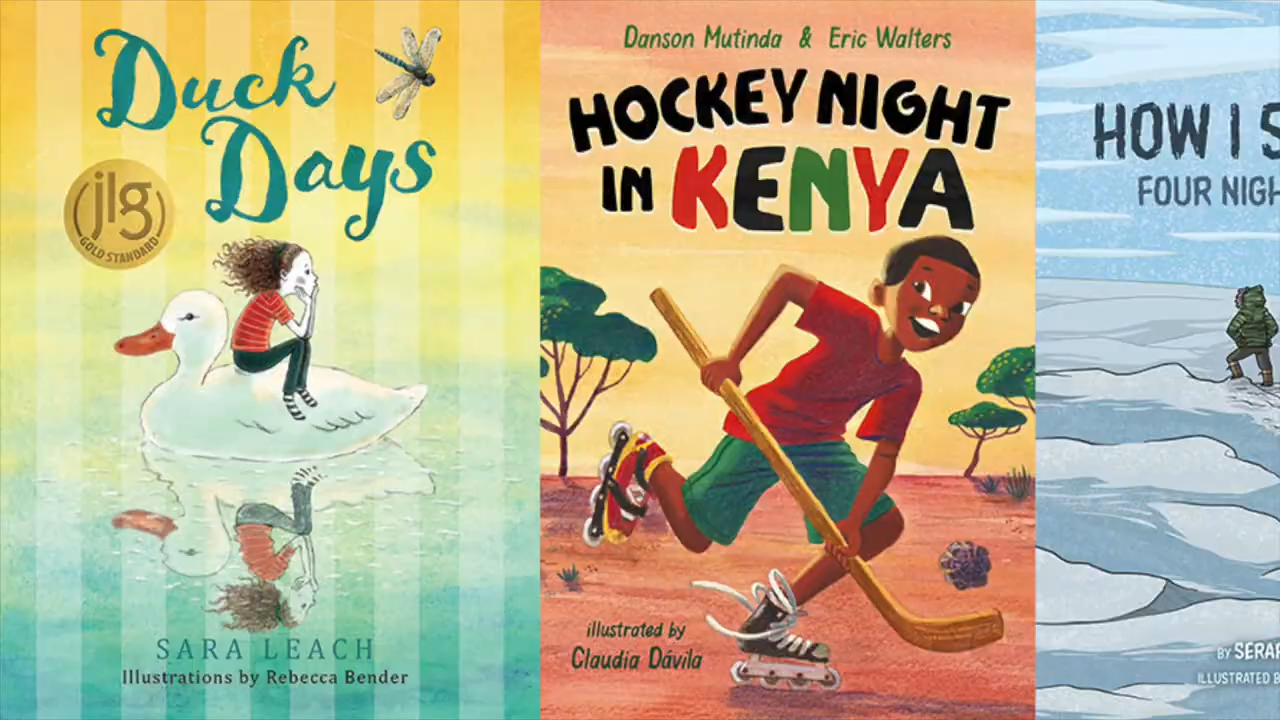 Duck
Days
jlg
GOLD STANDARD
SARA LEACH
Illustrations by Rebecca Bender
Danson Mutinda & Eric Walters
HOCKEY NIGHT
IN KENYA
illustrated by
Claudia Dávila
HOW I S
FOUR NIGH
BY SERAP
ILLUSTRATED B